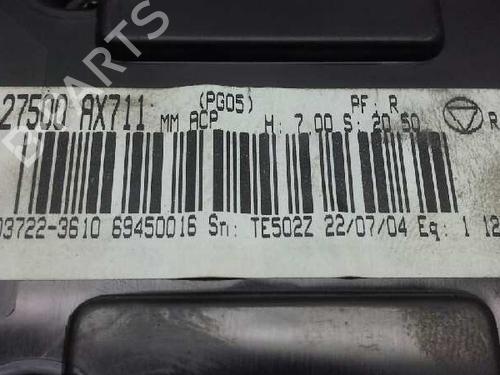 27500 AX711 (PG05) PF: R
MM ACP H: 7.00 S: 20.50 R
03722-3610 69450016 Sn: TE502Z 22/07/04 Eq: 1 12
B PARTS